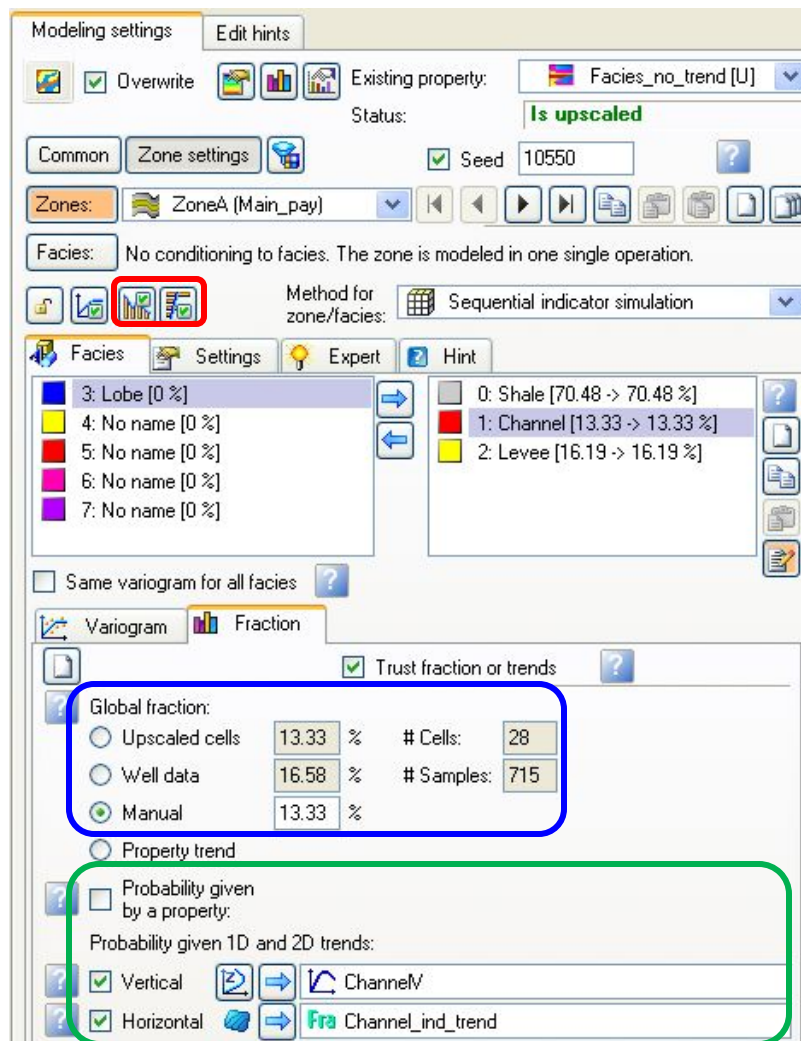 Modeling settings
Edit hints
Overwrite
Existing property:
Facies_no_trend [U]
Status:
Is upscaled
Common
Zone settings
Seed
10550
?
Zones:
ZoneA (Main_pay)
Facies:
No conditioning to facies. The zone is modeled in one single operation.
Method for
zone/facies:
Sequential indicator simulation
Facies
Settings
Expert
? Hint
3: Lobe [0 %]
4: No name [0 %]
5: No name [0 %]
6: No name [0 %]
7: No name [0 %]
0: Shale [70.48 -> 70.48 %]
1: Channel [13.33 -> 13.33 %]
2: Levee [16.19 -> 16.19 %]
?
Same variogram for all facies ?
Variogram
Fraction
Trust fraction or trends ?
? Global fraction:
Upscaled cells 13.33 % # Cells: 28
Well data 16.58 % # Samples: 715
Manual 13.33 %
Property trend
? Probability given
by a property:
Probability given 1D and 2D trends:
? Vertical ChannelV
? Horizontal Fra Channel_ind_trend